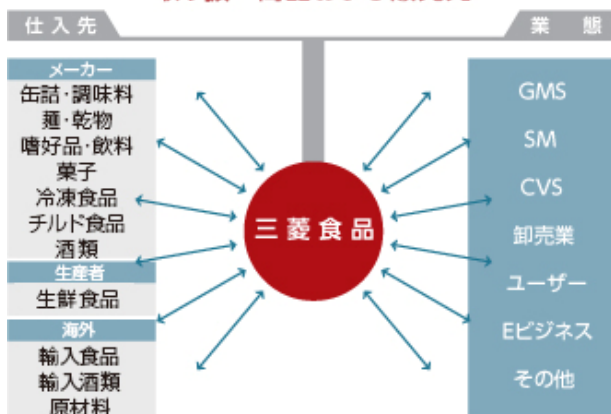 仕入先
業態
メーカー
缶詰・調味料
麺・乾物
嗜好品・飲料
菓子
冷凍食品
チルド食品
酒類
生産者
生鮮食品
海外
輸入食品
輸入酒類
原材料
三菱食品
GMS
SM
CVS
卸売業
ユーザー
Eビジネス
その他